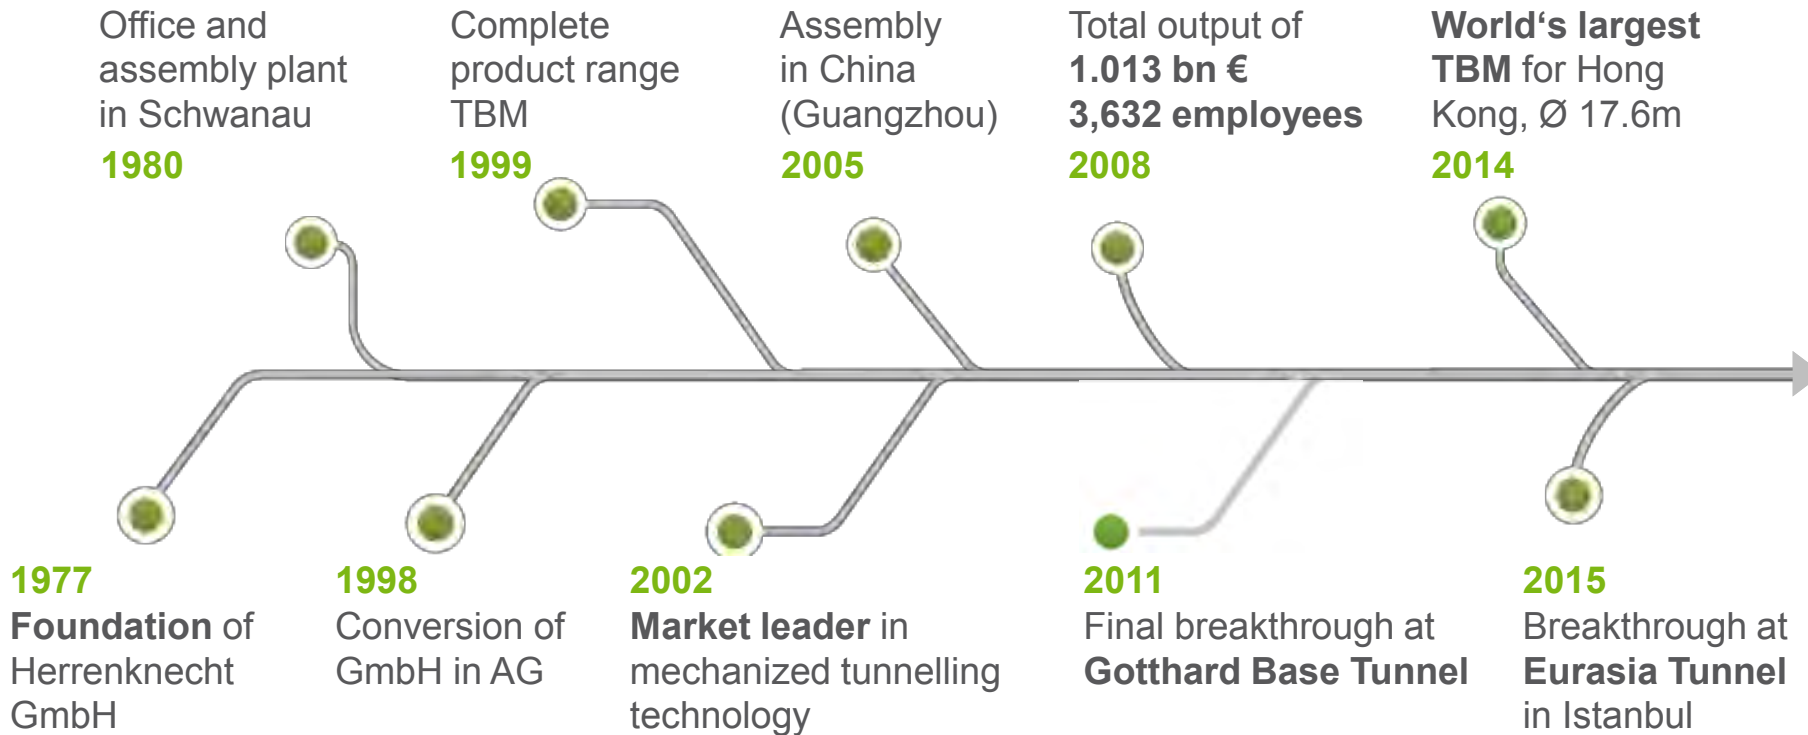 Office and
assembly plant
in Schwanau
1980
Complete
product range
TBM
1999
Assembly
in China
(Guangzhou)
2005
Total output of
1.013 bn €
3,632 employees
2008
World‘s largest
TBM for Hong
Kong, Ø 17.6m
2014
1977
Foundation of
Herrenknecht
GmbH
1998
Conversion of
GmbH in AG
2002
Market leader in
mechanized tunnelling
technology
2011
Final breakthrough at
Gotthard Base Tunnel
2015
Breakthrough at
Eurasia Tunnel
in Istanbul